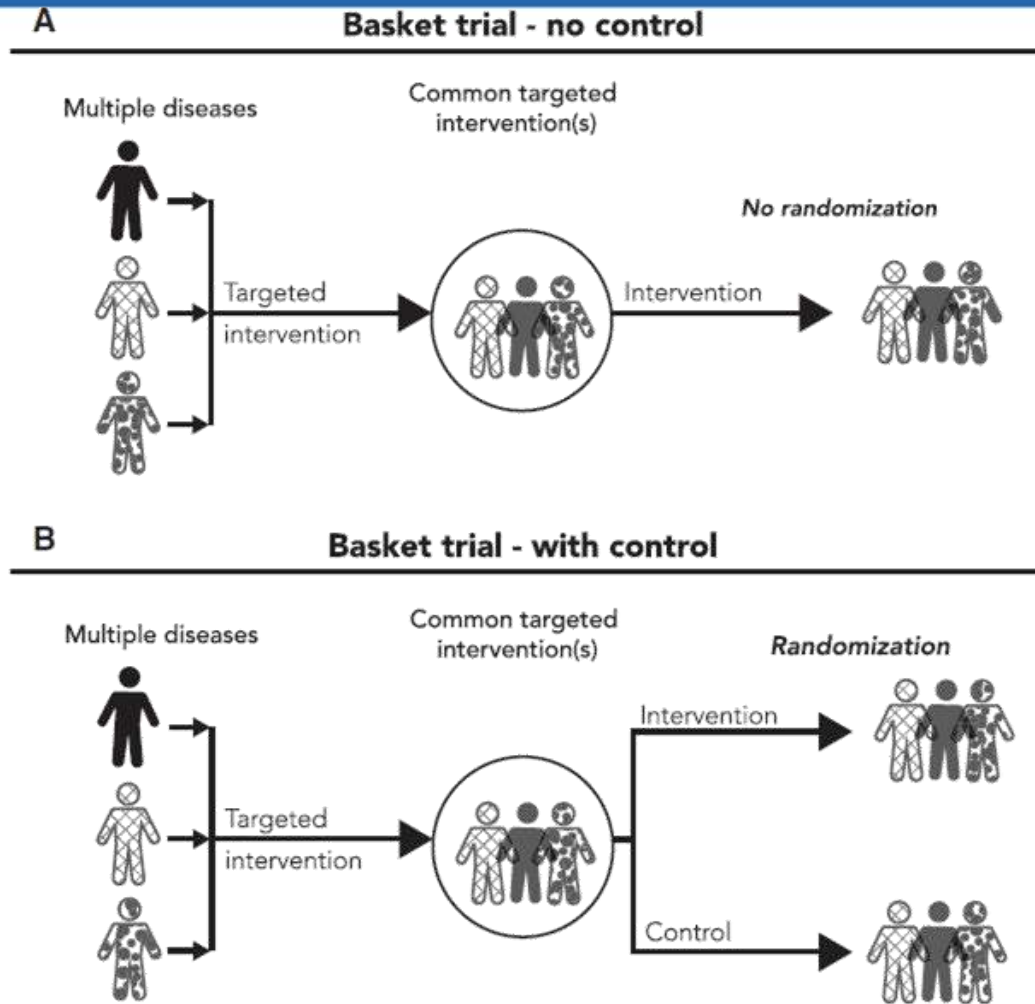 A
Basket trial - no control
Multiple diseases
Common targeted
intervention(s)
No randomization
Targeted
intervention
Intervention
B
Basket trial - with control
Multiple diseases
Common targeted
intervention(s)
Randomization
Targeted
intervention
Intervention
Control